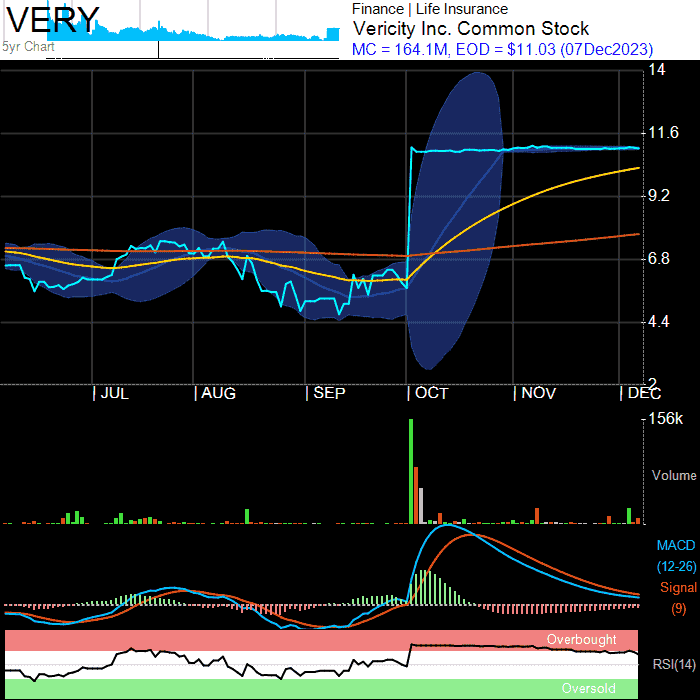 VERY
5yr Chart
Finance | Life Insurance
Vericity Inc. Common Stock
MC = 164.1M, EOD = $11.03 (07Dec2023)
14
11.6
9.2
6.8
4.4
2
JUL AUG SEP OCT NOV DEC
156k
Volume
MACD
(12-26)
Signal
(9)
Overbought
RSI(14)
Oversold